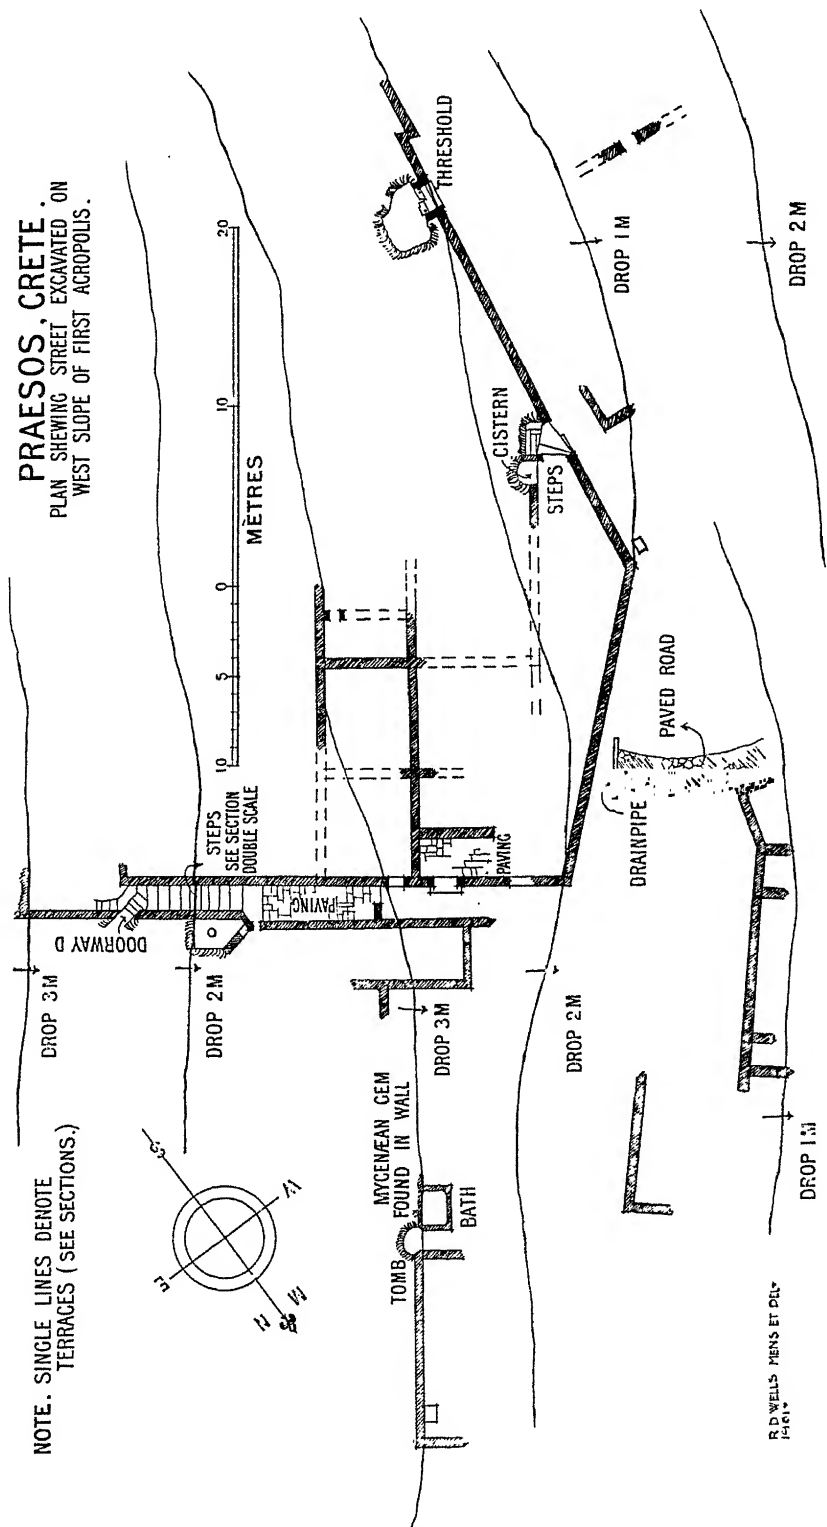 PRAESOS, CRETE.
PLAN SHEWING STREET EXCAVATED ON
WEST SLOPE OF FIRST ACROPOLIS.
NOTE. SINGLE LINES DENOTE
TERRACES (SEE SECTIONS.)
10
5
0
10
20
MÈTRES
DROP 3M
DOORWAY D
DROP 2M
STEPS
SEE SECTION
DOUBLE SCALE
PAVING
S
W
E
N
M
THRESHOLD
MYCENÆAN GEM
FOUND IN WALL
TOMB
BATH
DROP 3M
PAVING
CISTERN
STEPS
DROP 2M
DROP 1M
DRAINPIPE
PAVED ROAD
DROP 2M
DROP 1M
R D WELLS MENS ET DEL